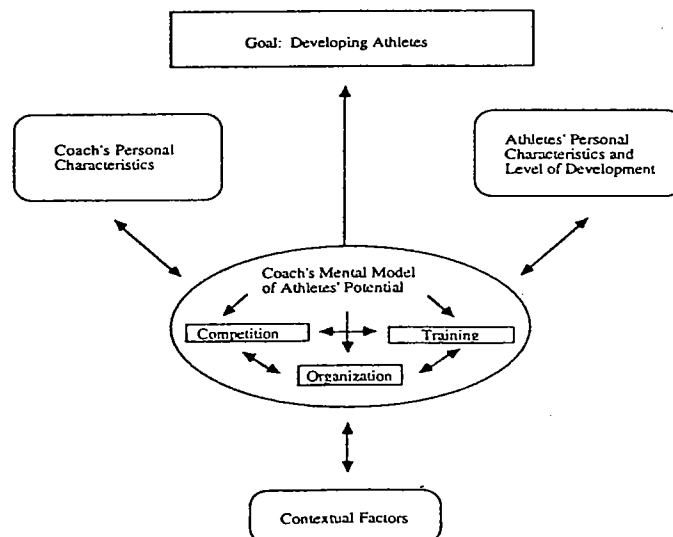 Goal: Developing Athletes
Coach's Personal
Characteristics
Athletes' Personal
Characteristics and
Level of Development
Coach's Mental Model
of Athletes' Potential
Competition
Training
Organization
Contextual Factors